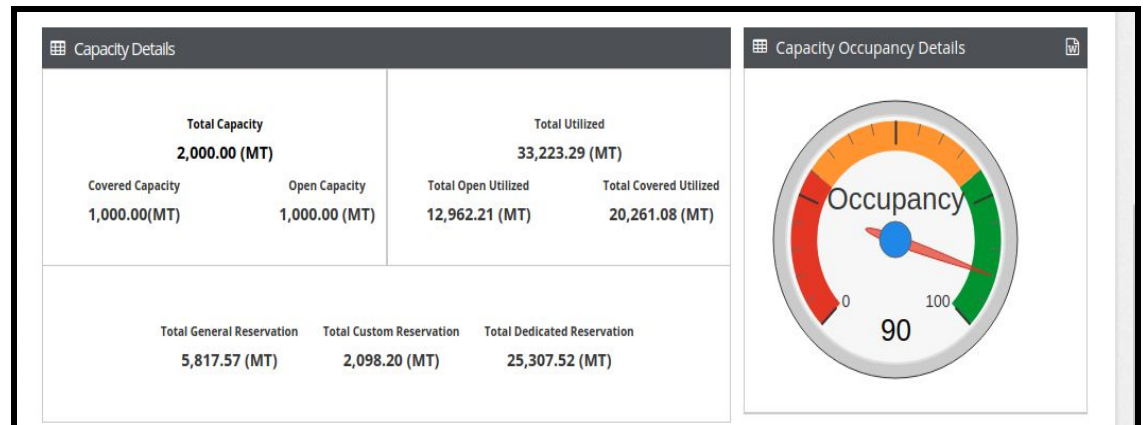 Capacity Details
Total Capacity
2,000.00 (MT)
Covered Capacity Open Capacity
1,000.00(MT) 1,000.00 (MT)
Total Utilized
33,223.29 (MT)
Total Open Utilized Total Covered Utilized
12,962.21 (MT) 20,261.08 (MT)
Total General Reservation Total Custom Reservation Total Dedicated Reservation
5,817.57 (MT) 2,098.20 (MT) 25,307.52 (MT)
Capacity Occupancy Details
W
Occupancy
0 100
90